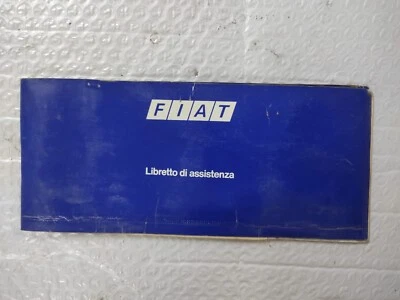 FIAT
Libretto di assistenza